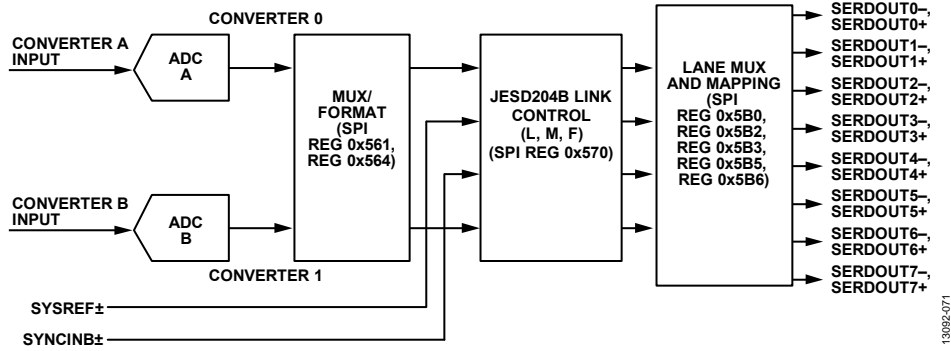 CONVERTER 0
CONVERTER A
INPUT
ADC
A
MUX/
FORMAT
(SPI
REG 0x561,
REG 0x564)
JESD204B LINK
CONTROL
(L, M, F)
(SPI REG 0x570)
LANE MUX
AND MAPPING
(SPI
REG 0x5B0,
REG 0x5B2,
REG 0x5B3,
REG 0x5B5,
REG 0x5B6)
SERDOUT0–,
SERDOUT0+
SERDOUT1–,
SERDOUT1+
SERDOUT2–,
SERDOUT2+
SERDOUT3–,
SERDOUT3+
SERDOUT4–,
SERDOUT4+
SERDOUT5–,
SERDOUT5+
SERDOUT6–,
SERDOUT6+
SERDOUT7–,
SERDOUT7+
CONVERTER B
INPUT
ADC
B
CONVERTER 1
SYSREF±
SYNCINB±
13092-071